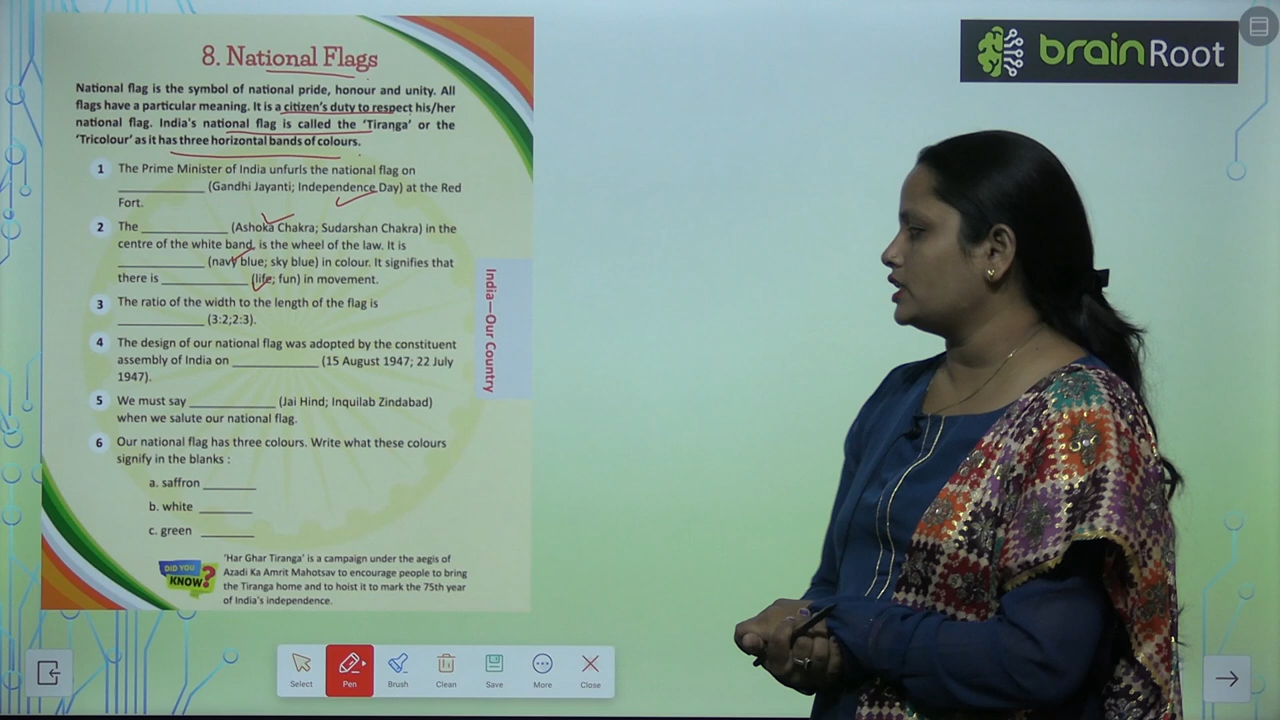 8. National Flags
National flag is the symbol of national pride, honour and unity. All
flags have a particular meaning. It is a citizen's duty to respect his/her
national flag. India's national flag is called the 'Tiranga' or the
'Tricolour' as it has three horizontal bands of colours.
1 The Prime Minister of India unfurls the national flag on
____________ (Gandhi Jayanti; Independence Day) at the Red
Fort.
2 The ____________ (Ashoka Chakra; Sudarshan Chakra) in the
centre of the white band, is the wheel of the law. It is
____________ (navy blue; sky blue) in colour. It signifies that
there is ____________ (life; fun) in movement.
3 The ratio of the width to the length of the flag is
____________ (3:2;2:3).
4 The design of our national flag was adopted by the constituent
assembly of India on ____________ (15 August 1947; 22 July
1947).
5 We must say ____________ (Jai Hind; Inquilab Zindabad)
when we salute our national flag.
6 Our national flag has three colours. Write what these colours
signify in the blanks :
a. saffron _______
b. white _______
c. green _______
DID YOU
KNOW?
'Har Ghar Tiranga' is a campaign under the aegis of
Azadi Ka Amrit Mahotsav to encourage people to bring
the Tiranga home and to hoist it to mark the 75th year
of India's independence.
India—Our Country
brainRoot
Select
Pen
Brush
Clean
Save
More
Close